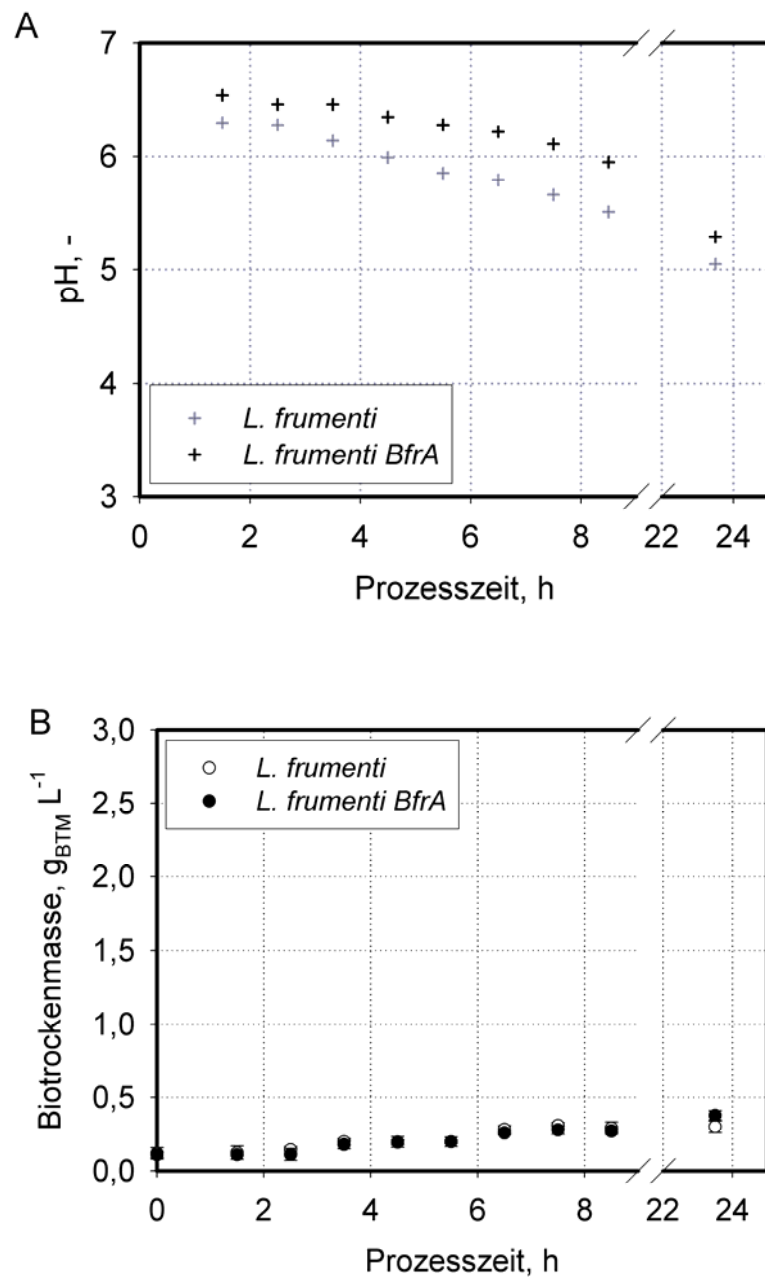 A
7
6
5
4
3
pH, -
+ L. frumenti
+ L. frumenti BfrA
0 2 4 6 8 22 24
Prozesszeit, h
B
3,0
2,5
2,0
1,5
1,0
0,5
0,0
Biotrockenmasse, g_BTM L^-1
L. frumenti
L. frumenti BfrA
0 2 4 6 8 22 24
Prozesszeit, h